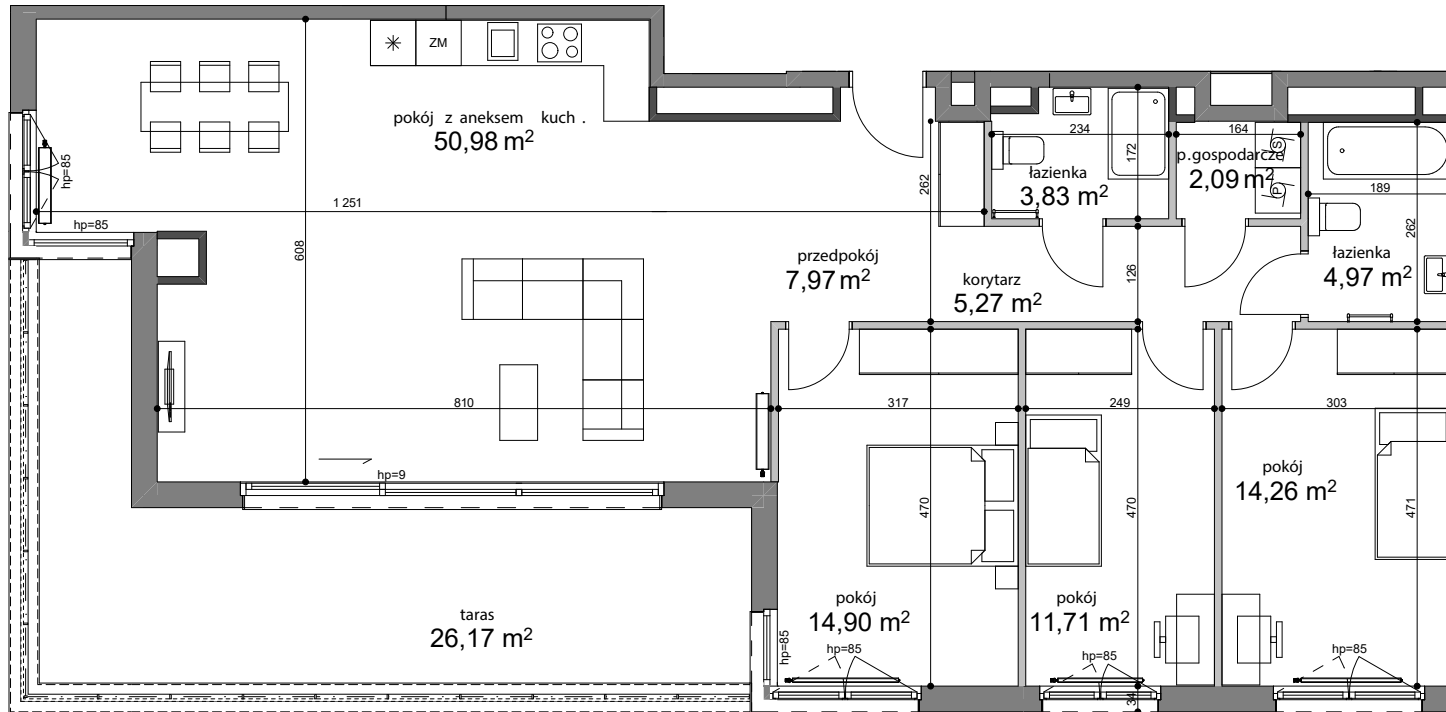 ZM
pokój z aneksem kuch .
50,98 m²
hp=85
hp=85
1 251
608
przedpokój
7,97 m²
262
korytarz
5,27 m²
126
234
172
łazienka
3,83 m²
164
p.gospodarcze
2,09 m²
S
P
189
262
łazienka
4,97 m²
810
hp=9
317
470
pokój
14,90 m²
hp=85
hp=85
249
470
pokój
11,71 m²
hp=85
34
303
pokój
14,26 m²
471
hp=85
taras
26,17 m²